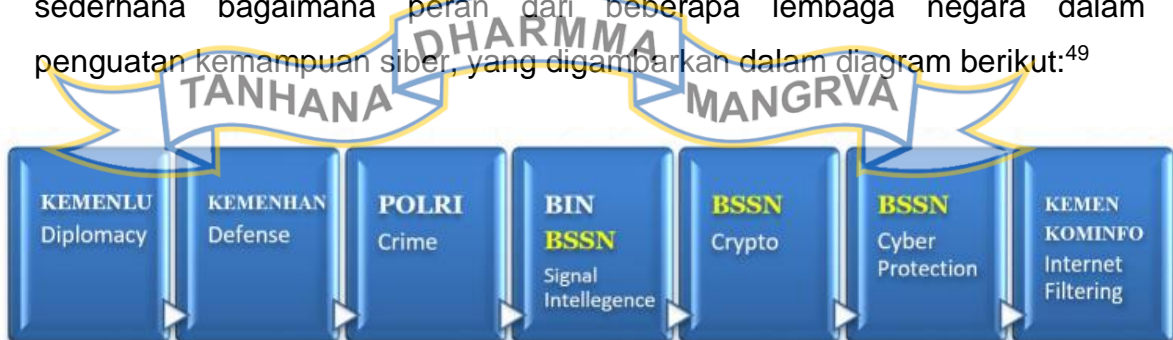 sederhana bagaimana peran dari beberapa lembaga negara dalam
penguatan kemampuan siber, yang digambarkan dalam diagram berikut:49
TANHANA DHARMMA MANGRVA
KEMENLU
Diplomacy
KEMENHAN
Defense
POLRI
Crime
BIN
BSSN
Signal
Intellegence
BSSN
Crypto
BSSN
Cyber
Protection
KEMEN
KOMINFO
Internet
Filtering